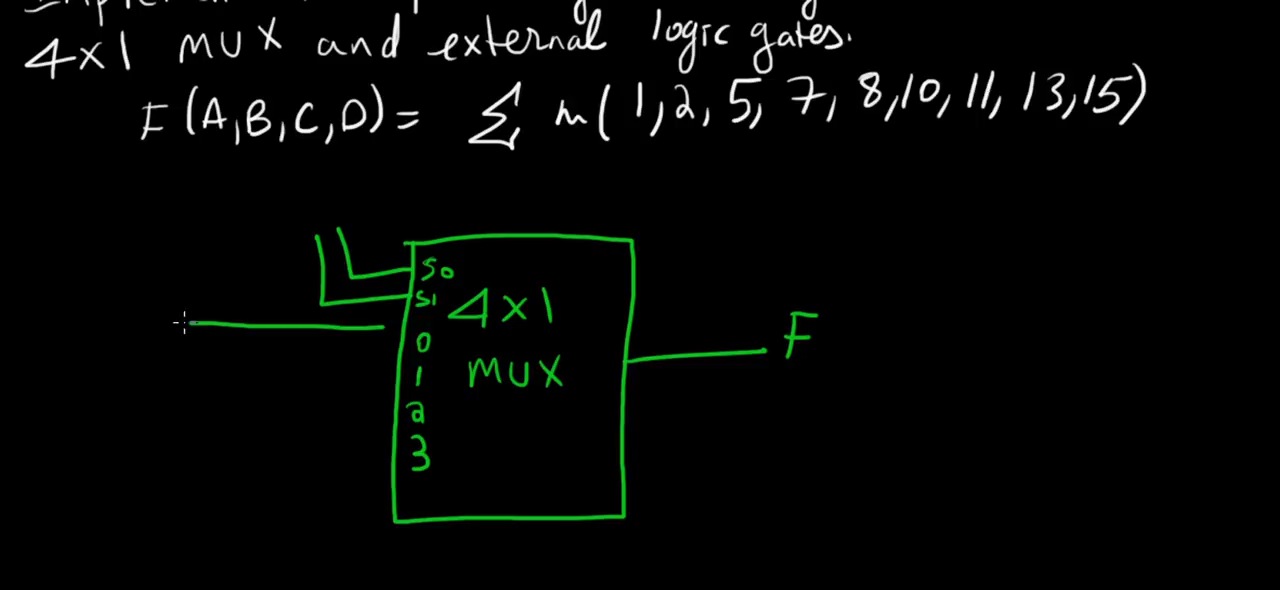 4x1 MUX and external logic gates.
F(A,B,C,D) = Σ m(1,2,5,7,8,10,11,13,15)
S0
S1
4x1
0
1
MUX
2
3
F